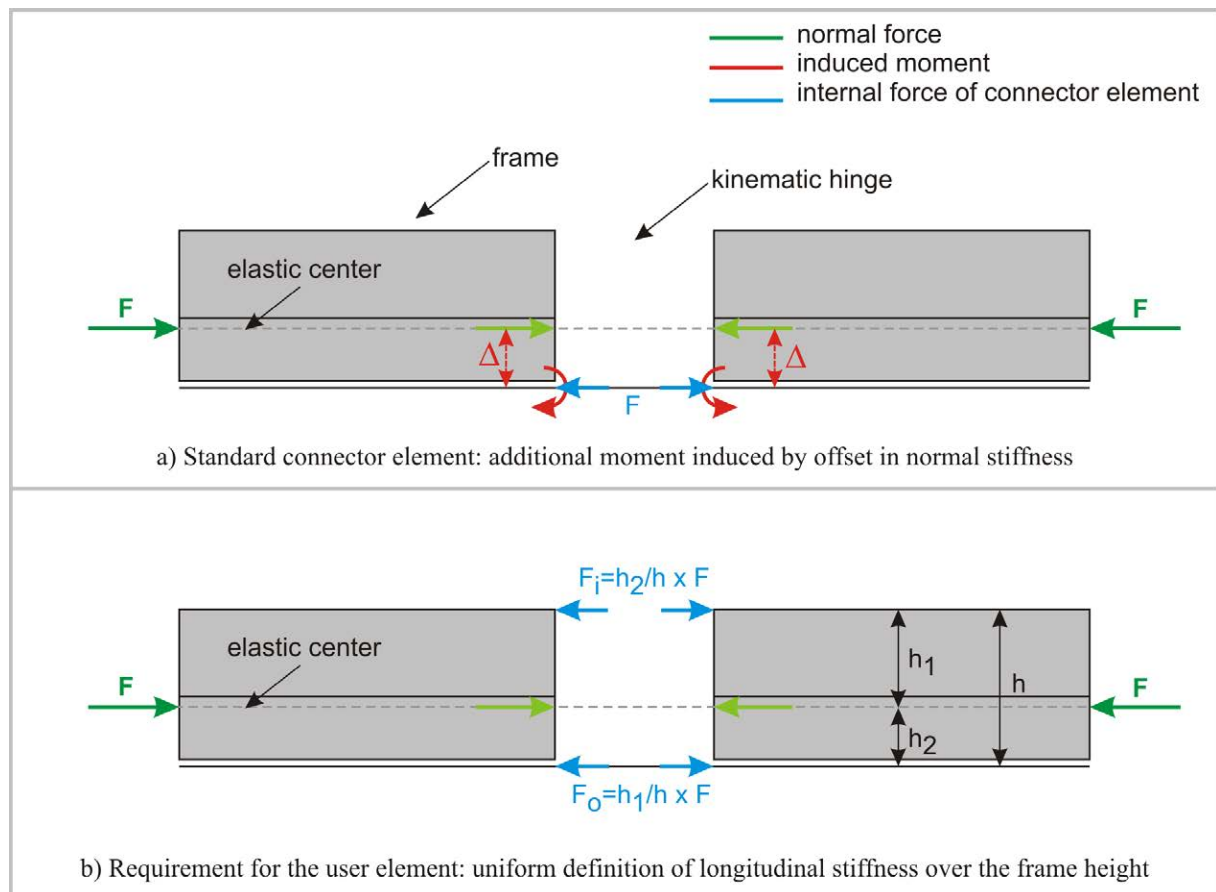 normal force
induced moment
internal force of connector element
frame
kinematic hinge
elastic center
F
F
Δ
Δ
F
a) Standard connector element: additional moment induced by offset in normal stiffness
Fᵢ=h₂/h x F
elastic center
h₁
h
F
F
h₂
Fₒ=h₁/h x F
b) Requirement for the user element: uniform definition of longitudinal stiffness over the frame height